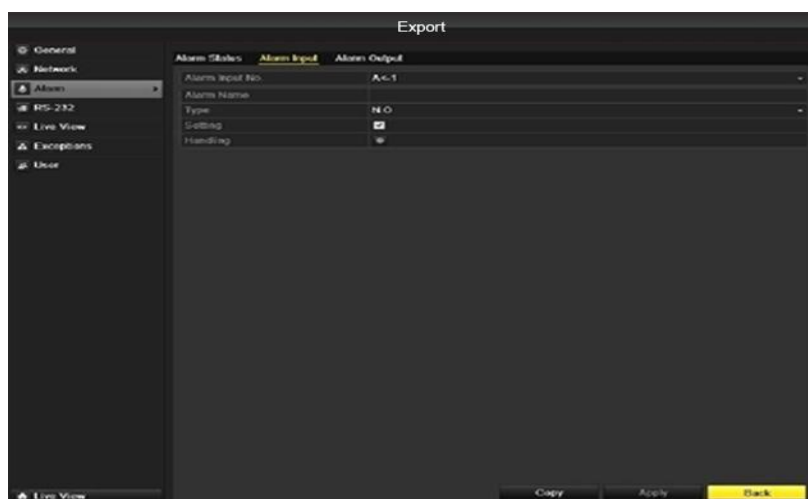 Export
General
Network
Alarm
RS-232
Live View
Exceptions
User
Alarm Status Alarm Input Alarm Output
Alarm Input No. A<-1
Alarm Name
Type N.O
Setting
Handling
Live View
Copy Apply Back